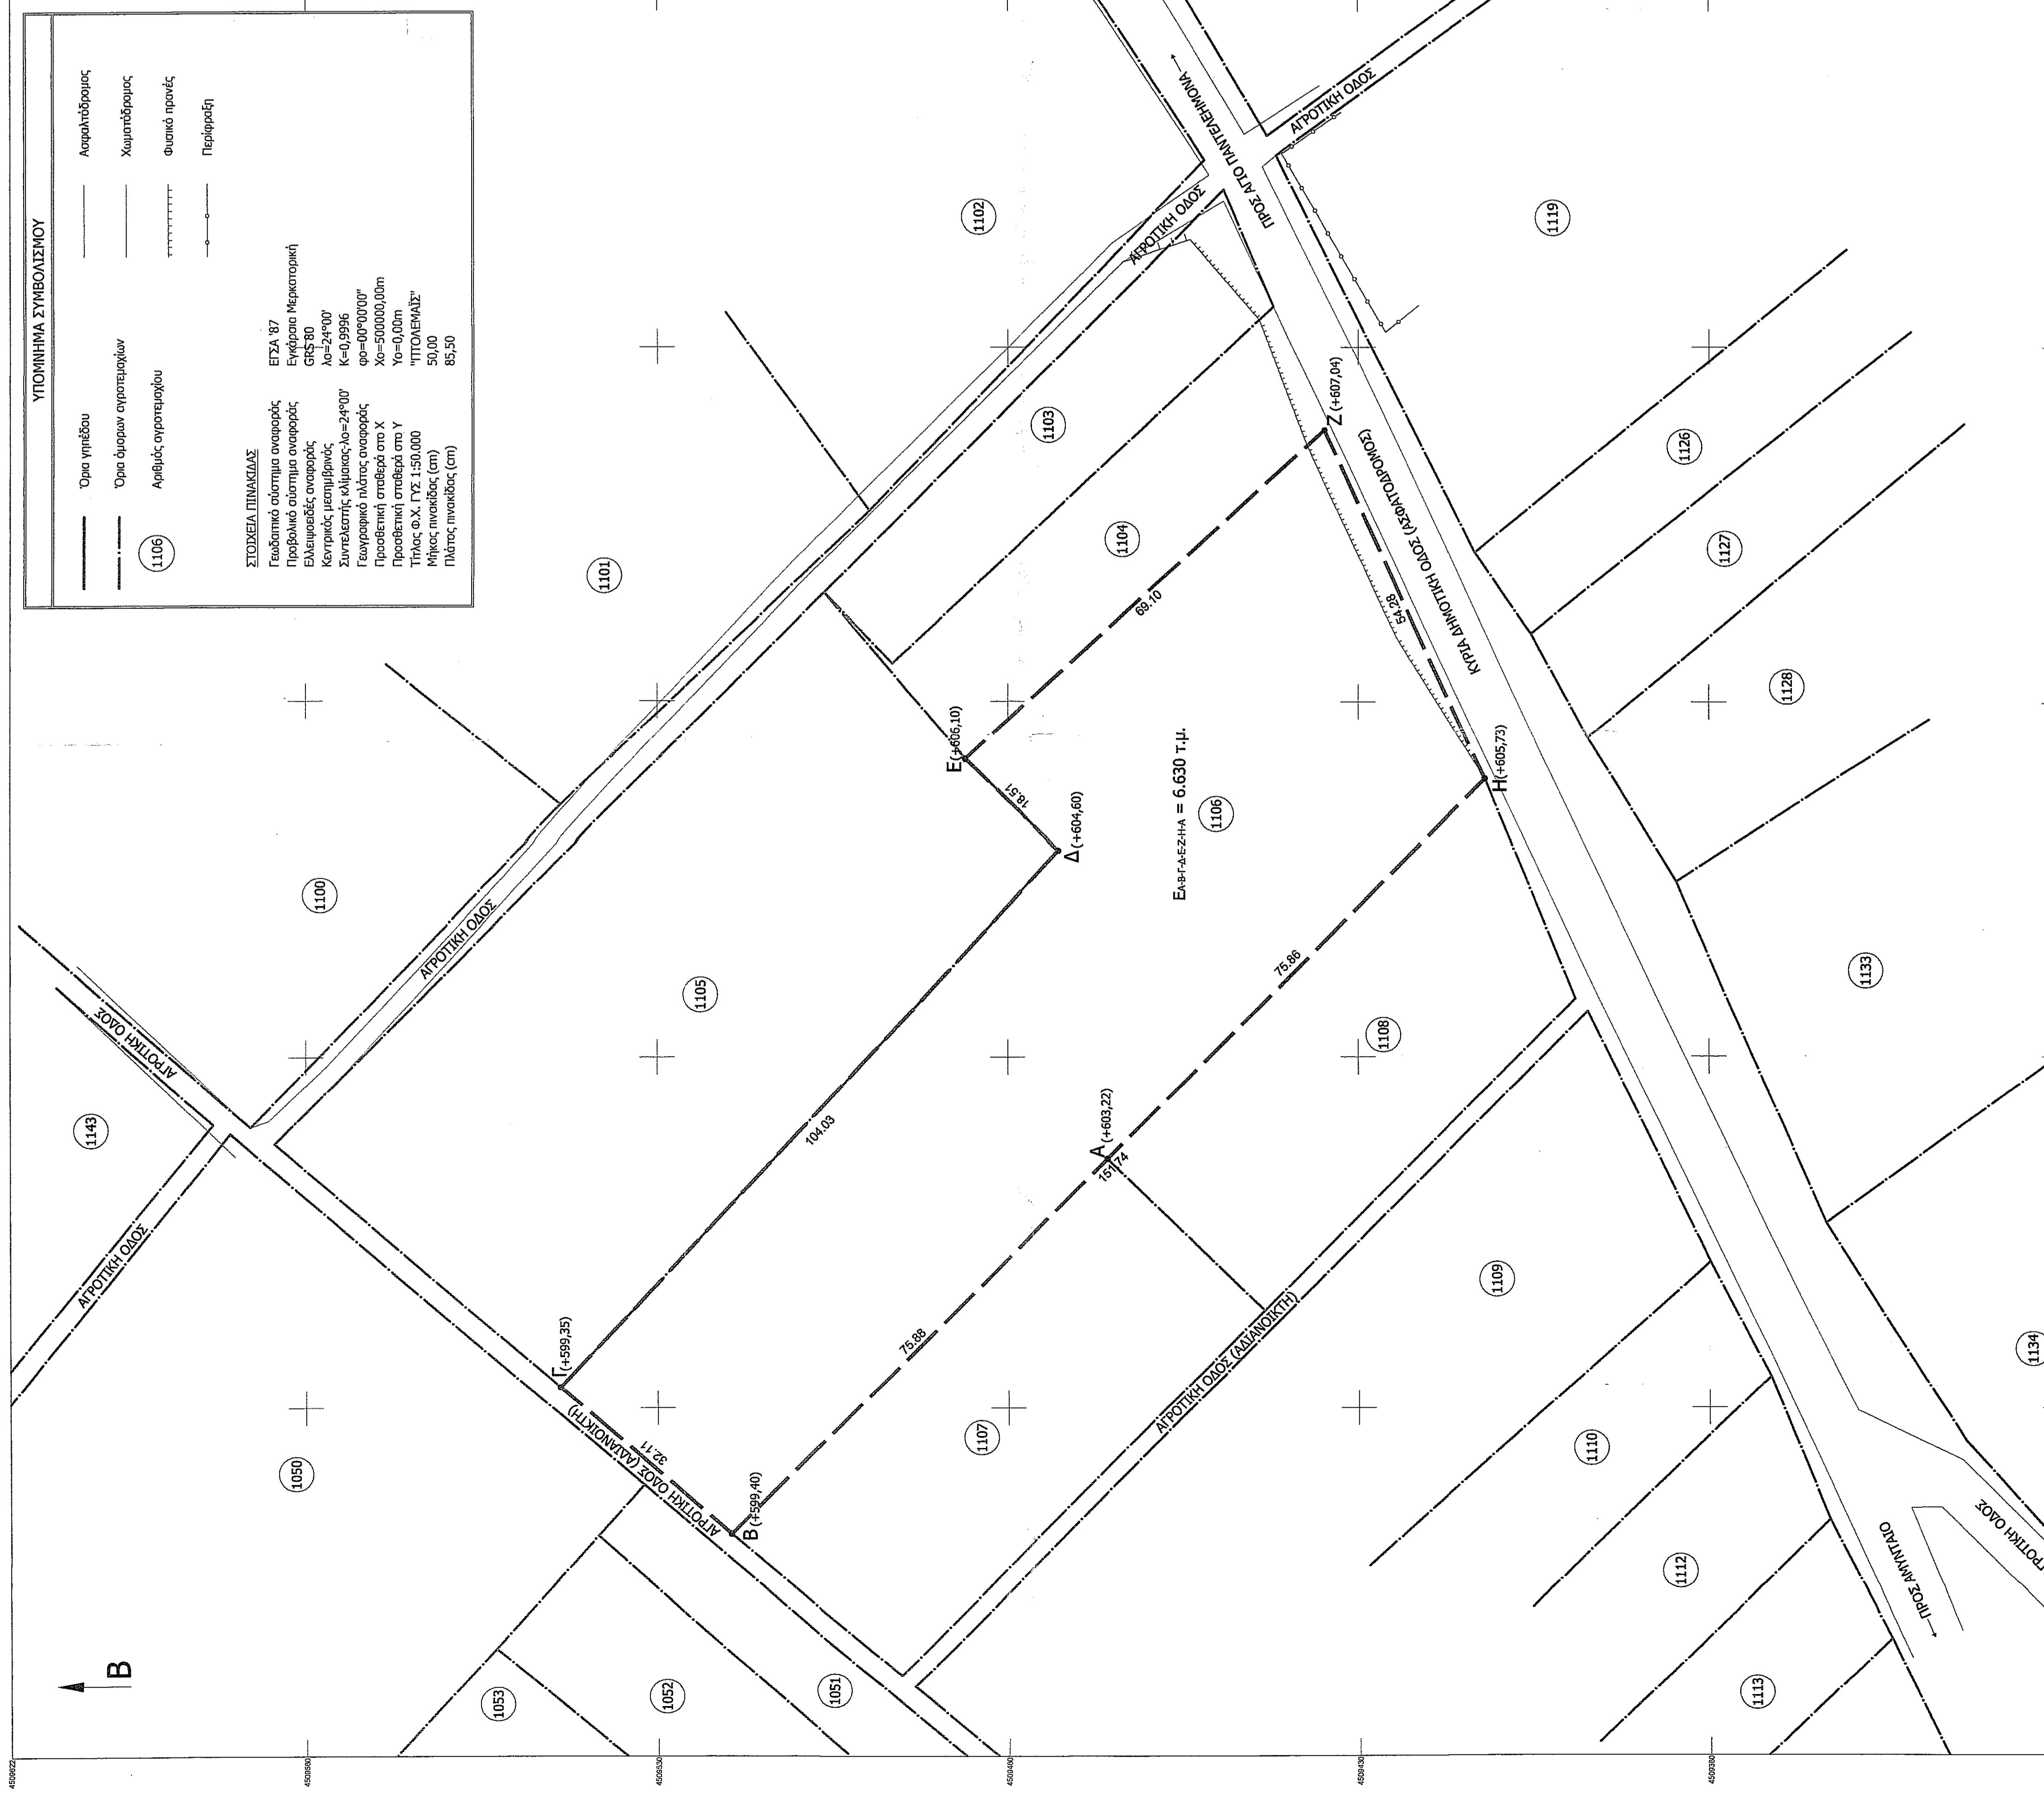 ΥΠΟΜΝΗΜΑ ΣΥΜΒΟΛΙΣΜΟΥ
Όρια γηπέδου
Ασφαλτόδρομος
Όρια όμορων αγροτεμαχίων
Χωματόδρομος
1106
Αριθμός αγροτεμαχίου
Φυσικό πρανές
Περίφραξη
ΣΤΟΙΧΕΙΑ ΠΙΝΑΚΙΔΑΣ
Γεωδαιτικό σύστημα αναφοράς ΕΓΣΑ '87
Προβολικό σύστημα αναφοράς Εγκάρσια Μερκατορική
Ελλειψοειδές αναφοράς GRS 80
Κεντρικός μεσημβρινός λο=24°00'
Συντελεστής κλίμακας·λο=24°00' Κ=0,9996
Γεωγραφικό πλάτος αναφοράς φο=00°00'00"
Προσθετική σταθερά στο Χ Χο=500000,00m
Προσθετική σταθερά στο Υ Υο=0,00m
Τίτλος Φ.Χ. ΓΥΣ 1:50.000 "ΠΤΟΛΕΜΑΪΣ"
Μήκος πινακίδας (cm) 50,00
Πλάτος πινακίδας (cm) 85,50
Β
1143
1100
1101
1102
1103
1104
1105
1106
1107
1108
1109
1110
1112
1113
1119
1126
1127
1128
1133
1134
1050
1051
1052
1053
ΑΓΡΟΤΙΚΗ ΟΔΟΣ
ΑΓΡΟΤΙΚΗ ΟΔΟΣ
ΑΓΡΟΤΙΚΗ ΟΔΟΣ
ΑΓΡΟΤΙΚΗ ΟΔΟΣ
ΑΓΡΟΤΙΚΗ ΟΔΟΣ
ΑΓΡΟΤΙΚΗ ΟΔΟΣ (ΑΔΙΑΝΟΙΚΤΗ)
ΑΓΡΟΤΙΚΗ ΟΔΟΣ (ΑΔΙΑΝΟΙΚΤΗ)
ΠΡΟΣ ΑΓΙΟ ΠΑΝΤΕΛΕΗΜΟΝΑ
ΚΥΡΙΑ ΔΗΜΟΤΙΚΗ ΟΔΟΣ (ΑΣΦΑΤΟΔΡΟΜΟΣ)
ΠΡΟΣ ΑΜΥΝΤΑΙΟ
ΓΡΟΤΙΚΗ ΟΔΟΣ
Α (+603,22)
Β (+599,40)
Γ (+599,35)
Δ (+604,60)
Ε (+606,10)
Ζ (+607,04)
Η (+605,73)
32.11
104.03
18.51
69.10
54.28
75.86
75.88
151.74
ΕΑ-Β-Γ-Δ-Ε-Ζ-Η-Α = 6.630 τ.μ.